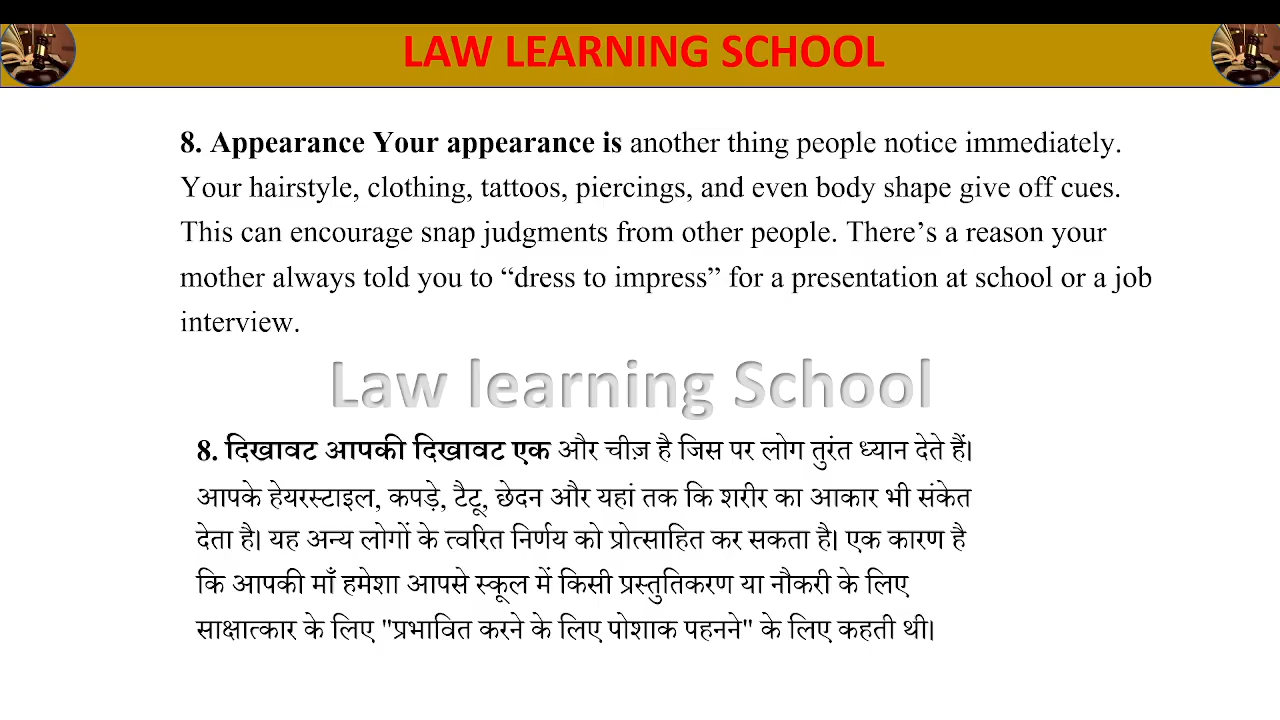 LAW LEARNING SCHOOL
8. Appearance Your appearance is another thing people notice immediately.
Your hairstyle, clothing, tattoos, piercings, and even body shape give off cues.
This can encourage snap judgments from other people. There’s a reason your
mother always told you to “dress to impress” for a presentation at school or a job
interview.
Law learning School
8. दिखावट आपकी दिखावट एक और चीज़ है जिस पर लोग तुरंत ध्यान देते हैं।
आपके हेयरस्टाइल, कपड़े, टैटू, छेदन और यहां तक कि शरीर का आकार भी संकेत
देता है। यह अन्य लोगों के त्वरित निर्णय को प्रोत्साहित कर सकता है। एक कारण है
कि आपकी माँ हमेशा आपसे स्कूल में किसी प्रस्तुतिकरण या नौकरी के लिए
साक्षात्कार के लिए "प्रभावित करने के लिए पोशाक पहनने" के लिए कहती थी।